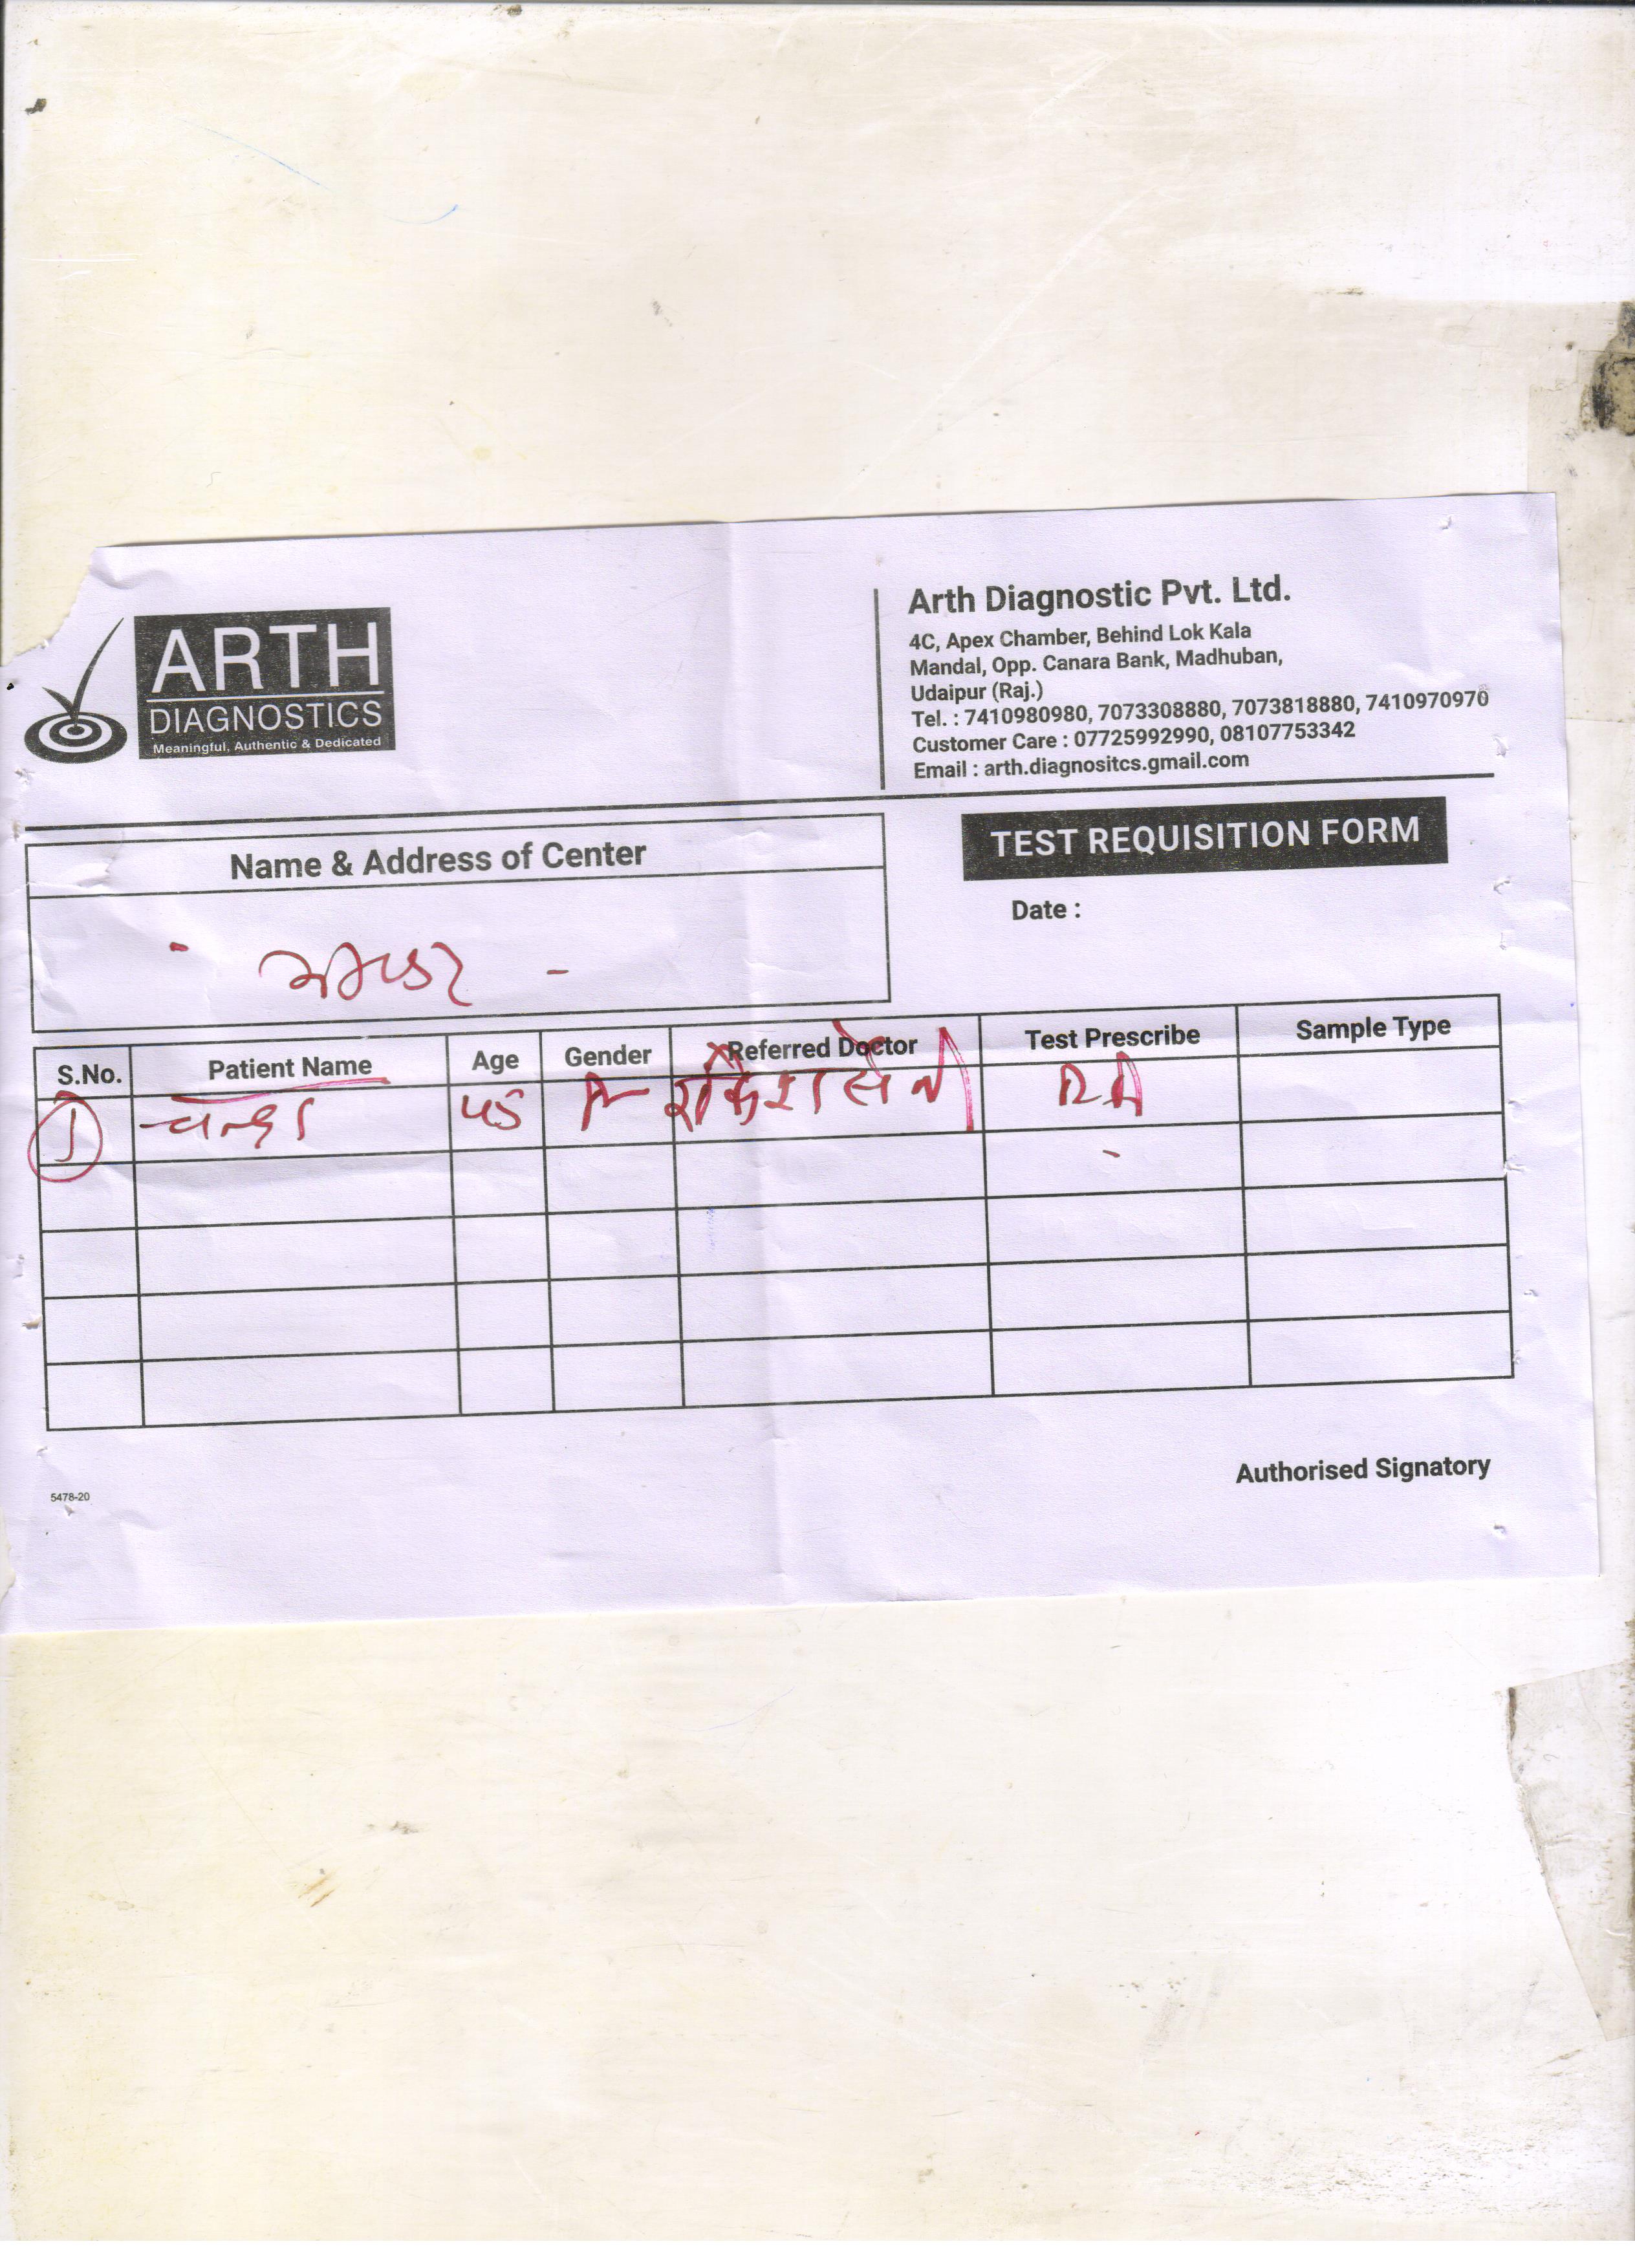 ARTH
DIAGNOSTICS
Meaningful, Authentic & Dedicated
Arth Diagnostic Pvt. Ltd.
4C, Apex Chamber, Behind Lok Kala
Mandal, Opp. Canara Bank, Madhuban,
Udaipur (Raj.)
Tel. : 7410980980, 7073308880, 7073818880, 7410970970
Customer Care : 07725992990, 08107753342
Email : arth.diagnositcs.gmail.com
Name & Address of Center
TEST REQUISITION FORM
Date :
S.No. Patient Name Age Gender Referred Doctor Test Prescribe Sample Type
1 चन्दा 45 F राकेश सेन RA
Authorised Signatory
5478-20